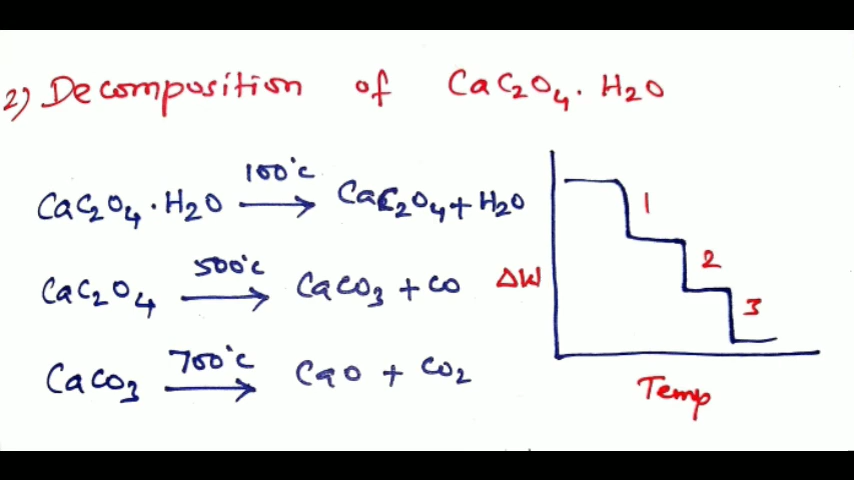 2) Decomposition of CaC₂O₄. H₂O
CaC₂O₄ . H₂O 100°C → CaC₂O₄ + H₂O
CaC₂O₄ 500°C → CaCO₃ + CO
CaCO₃ 700°C → CaO + CO₂
ΔW
1
2
3
Temp